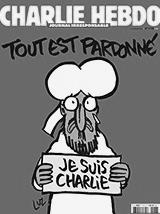 CHARLIE HEBDO
JOURNAL IRRESPONSABLE
TOUT EST PARDONNÉ
JE SUIS
CHARLIE
LUZ